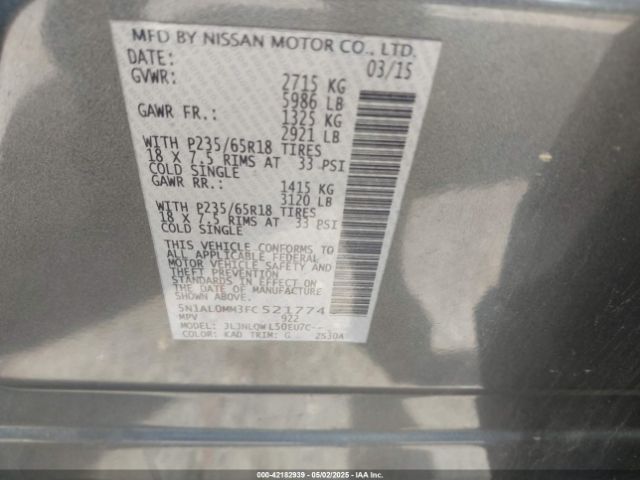 MFD BY NISSAN MOTOR CO., LTD.
DATE: 03/15
GVWR: 2715 KG
5986 LB
GAWR FR.: 1325 KG
2921 LB
WITH P235/65R18 TIRES
18 X 7.5 RIMS AT 33 PSI
COLD SINGLE
GAWR RR.: 1415 KG
3120 LB
WITH P235/65R18 TIRES
18 X 7.5 RIMS AT 33 PSI
COLD SINGLE
THIS VEHICLE CONFORMS TO
ALL APPLICABLE FEDERAL
MOTOR VEHICLE SAFETY AND
THEFT PREVENTION
STANDARDS IN EFFECT ON
THE DATE OF MANUFACTURE
SHOWN ABOVE.
5N1AL0MM3FC521774
MPV 922
MODEL: JLJNLQWL50EU7C--
COLOR: KAD TRIM: G 2S30A
000-42182939 - 05/02/2025 - Copyright 2025 IAA, Inc.